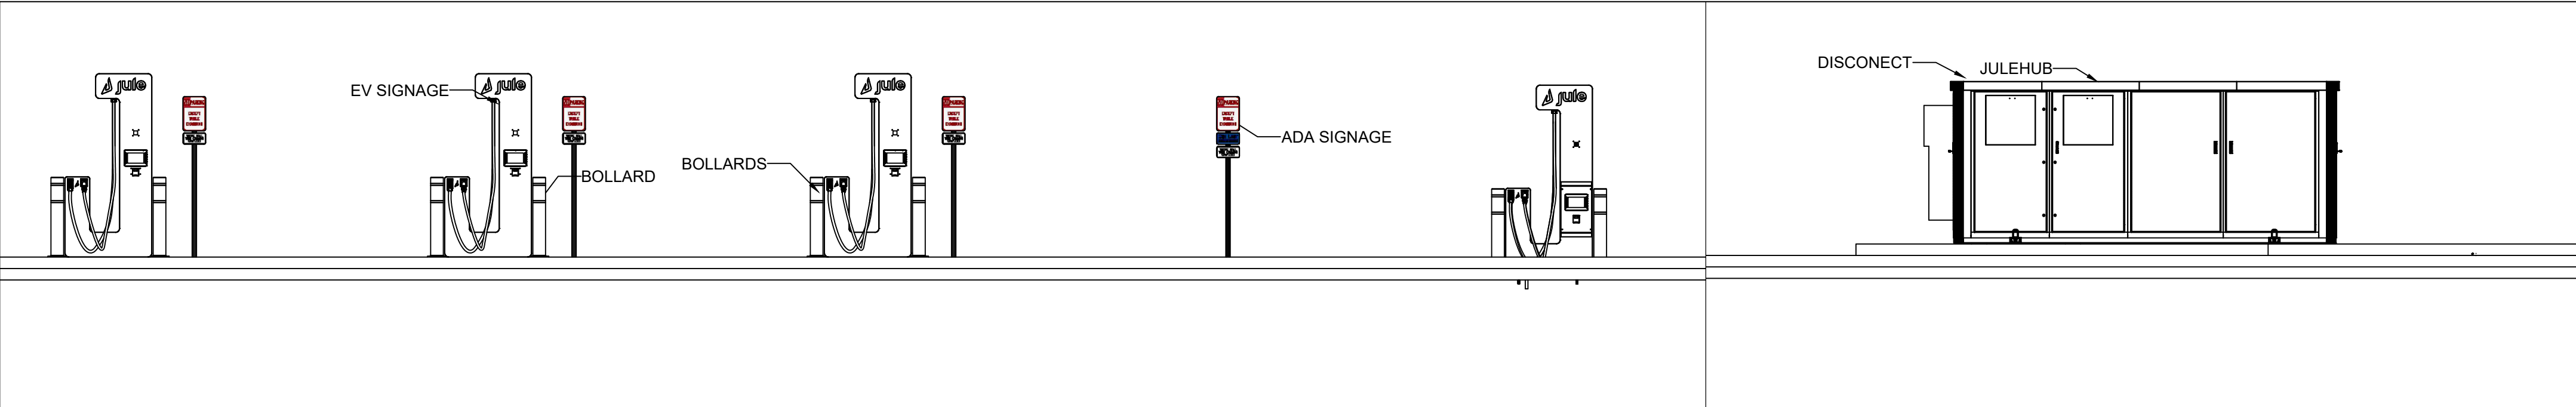 jule
EV SIGNAGE
jule
BOLLARD
BOLLARDS
jule
ADA SIGNAGE
jule
DISCONECT
JULEHUB